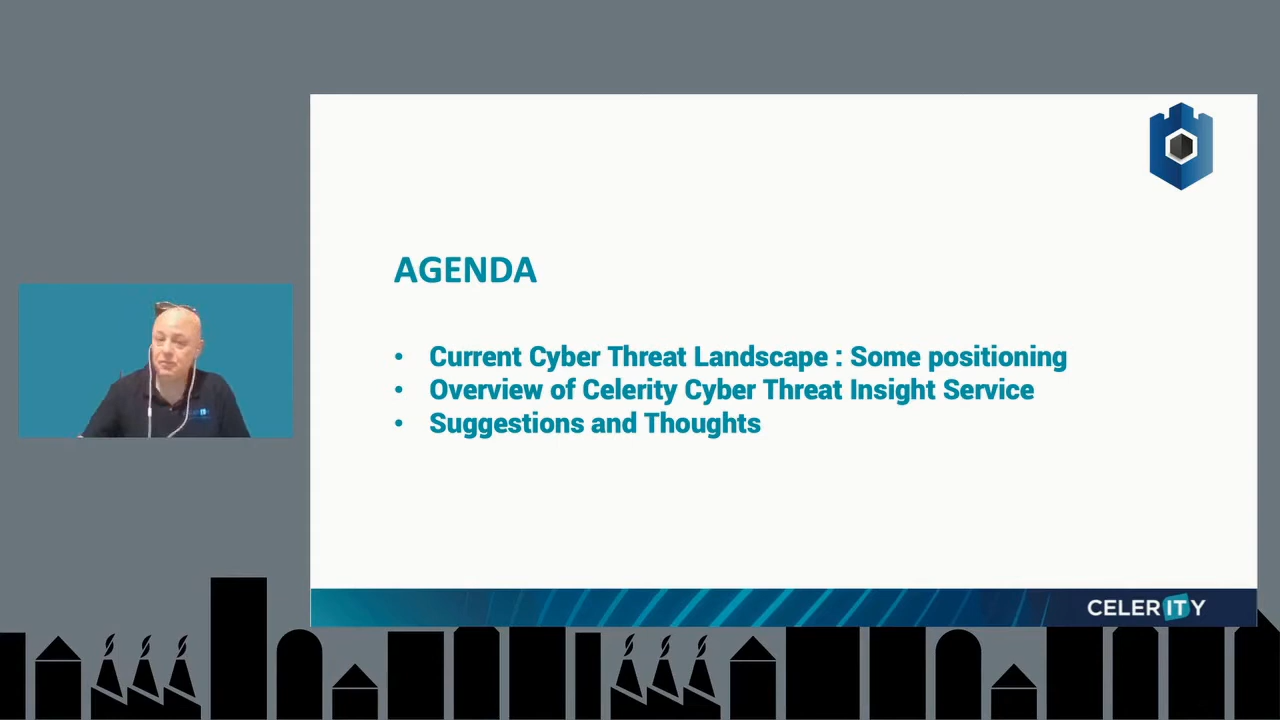 AGENDA
• Current Cyber Threat Landscape : Some positioning
• Overview of Celerity Cyber Threat Insight Service
• Suggestions and Thoughts
CELERITY